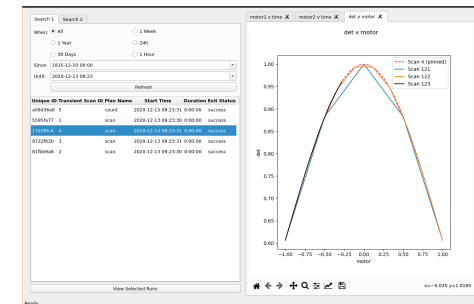 Search 1 Search 2
When: All 1 Week
1 Year 24h
30 Days 1 Hour
Since: 1815-12-10 00:00
Until: 2020-12-13 09:23
Refresh
Unique ID Transient Scan ID Plan Name Start Time Duration Exit Status
5 count 2020-12-13 09:23:31 0:00:00 success
5595fa77 1 scan 2020-12-13 09:23:30 0:00:00 success
4 scan 2020-12-13 09:23:31 0:00:00 success
9722f62b 3 scan 2020-12-13 09:23:31 0:00:00 success
2 scan 2020-12-13 09:23:30 0:00:00 success
View Selected Runs
Ready
motor1 v time motor2 v time det v motor
det v motor
Scan 4 (pinned)
Scan 121
Scan 122
Scan 123
1.00
0.95
0.90
0.85
0.80
0.75
0.70
0.65
0.60
det
−1.00 −0.75 −0.50 −0.25 0.00 0.25 0.50 0.75 1.00
motor
x=−0.035 y=1.0185